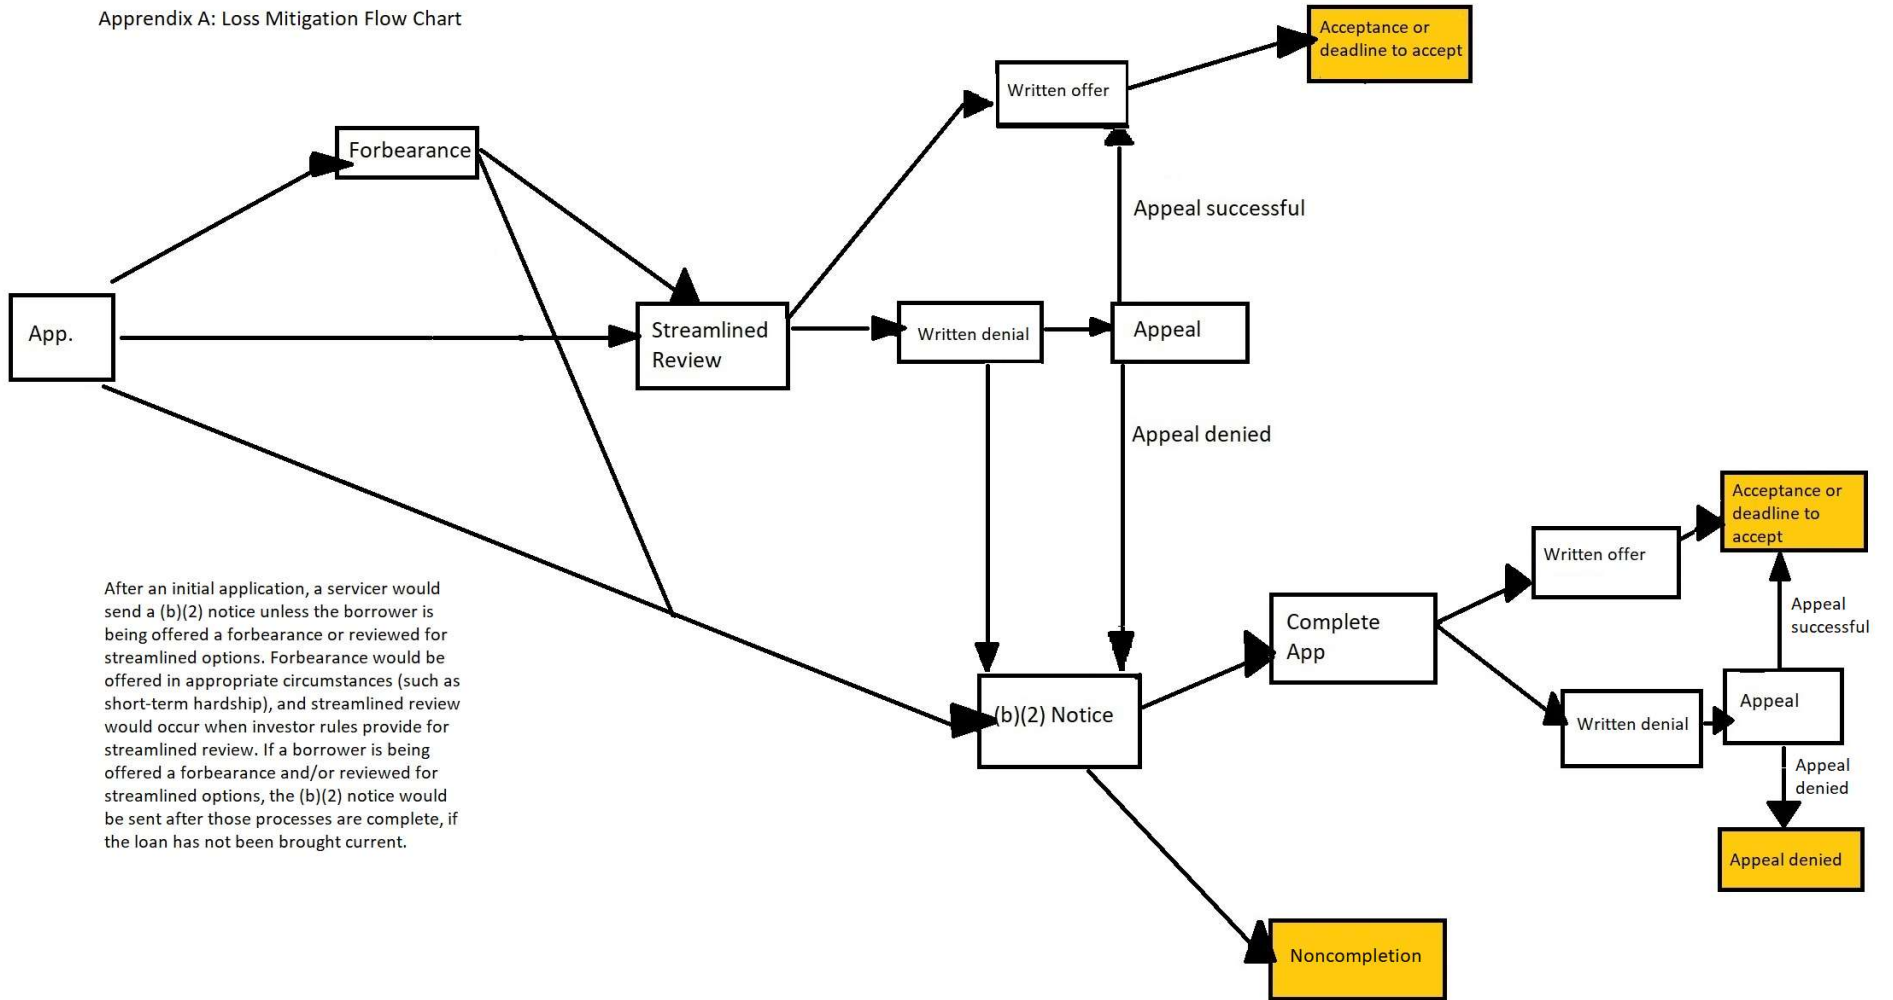 Apprendix A: Loss Mitigation Flow Chart
Acceptance or
deadline to accept
Written offer
Forbearance
Appeal successful
App.
Streamlined
Review
Written denial
Appeal
Appeal denied
Acceptance or
deadline to
accept
Written offer
Appeal
successful
Complete
App
(b)(2) Notice
Written denial
Appeal
Appeal
denied
Appeal denied
Noncompletion
After an initial application, a servicer would
send a (b)(2) notice unless the borrower is
being offered a forbearance or reviewed for
streamlined options. Forbearance would be
offered in appropriate circumstances (such as
short-term hardship), and streamlined review
would occur when investor rules provide for
streamlined review. If a borrower is being
offered a forbearance and/or reviewed for
streamlined options, the (b)(2) notice would
be sent after those processes are complete, if
the loan has not been brought current.